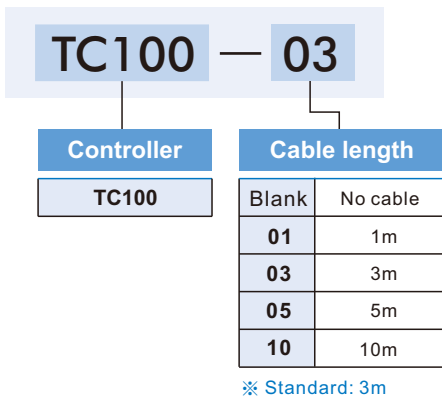 TC100 — 03
Controller
TC100
Cable length
Blank No cable
01 1m
03 3m
05 5m
10 10m
※ Standard: 3m